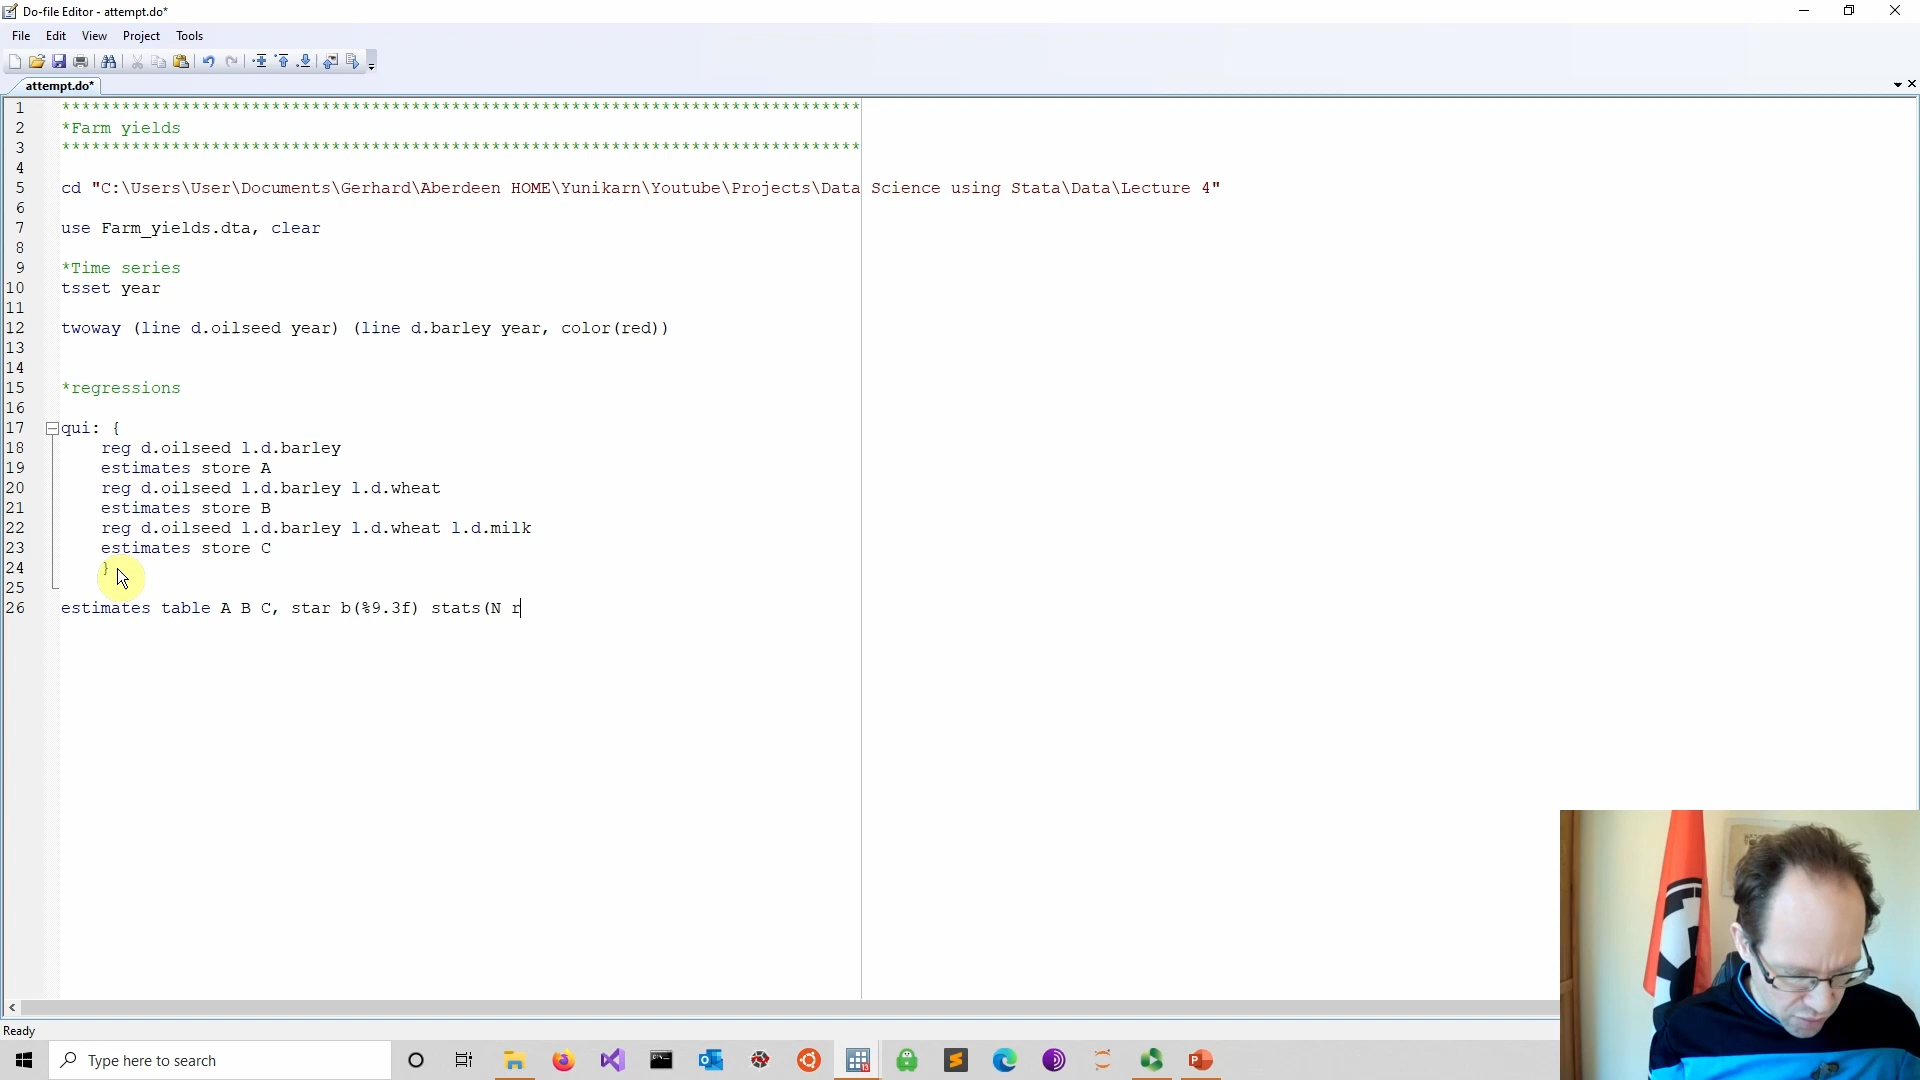 Do-file Editor - attempt.do*
File Edit View Project Tools
attempt.do*
1 ********************************************************************************
2 *Farm yields
3 ********************************************************************************
4
5 cd "C:\Users\User\Documents\Gerhard\Aberdeen HOME\Yunikarn\Youtube\Projects\Data Science using Stata\Data\Lecture 4"
6
7 use Farm_yields.dta, clear
8
9 *Time series
10 tsset year
11
12 twoway (line d.oilseed year) (line d.barley year, color(red))
13
14
15 *regressions
16
17 qui: {
18 reg d.oilseed l.d.barley
19 estimates store A
20 reg d.oilseed l.d.barley l.d.wheat
21 estimates store B
22 reg d.oilseed l.d.barley l.d.wheat l.d.milk
23 estimates store C
24 }
25
26 estimates table A B C, star b(%9.3f) stats(N r
Ready
Type here to search